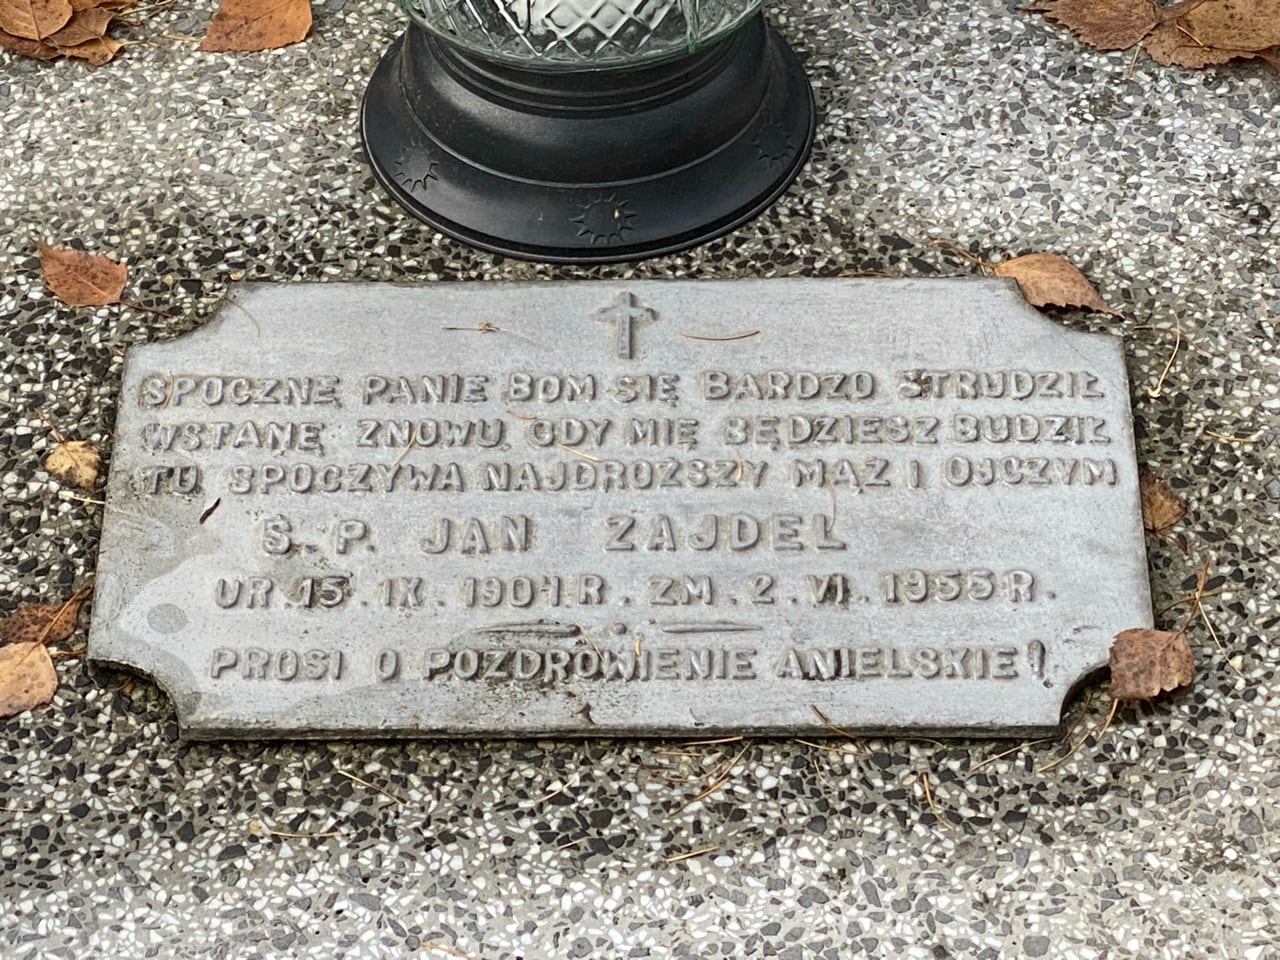 SPOCZNĘ PANIE BOM SIĘ BARDZO STRUDZIŁ
WSTANĘ ZNOWU, GDY MIĘ BĘDZIESZ BUDZIŁ
TU SPOCZYWA NAJDROŻSZY MĄŻ I OJCZYM
Ś.P. JAN ZAJDEL
UR.15.IX.1904.R. ZM.2.VI.1955R.
PROSI O POZDROWIENIE ANIELSKIE!